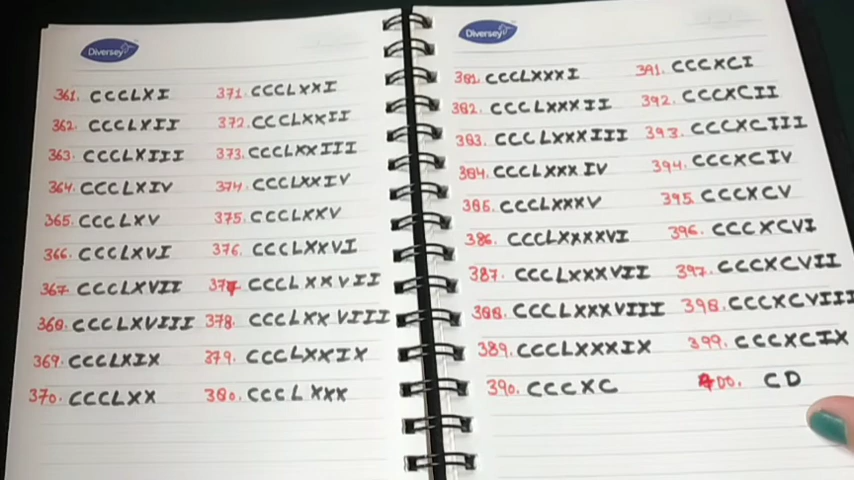 Diversey
361. CCCLXI
362. CCCLXII
363. CCCLXIII
364. CCCLXIV
365. CCCLXV
366. CCCLXVI
367. CCCLXVII
368. CCCLXVIII
369. CCCLXIX
370. CCCLXX
371. CCCLXXI
372. CCCLXXII
373. CCCLXXIII
374. CCCLXXIV
375. CCCLXXV
376. CCCLXXVI
377. CCCLXXVII
378. CCCLXXVIII
379. CCCLXXIX
380. CCCLXXX
Diversey
381. CCCLXXXI
382. CCCLXXXII
383. CCCLXXXIII
384. CCCLXXXIV
385. CCCLXXXV
386. CCCLXXXXVI
387. CCCLXXXVII
388. CCCLXXXVIII
389. CCCLXXXIX
390. CCCXC
391. CCCXCI
392. CCCXCII
393. CCCXCIII
394. CCCXCIV
395. CCCXCV
396. CCCXCVI
397. CCCXCVII
398. CCCXCVIII
399. CCCXCIX
400. CD